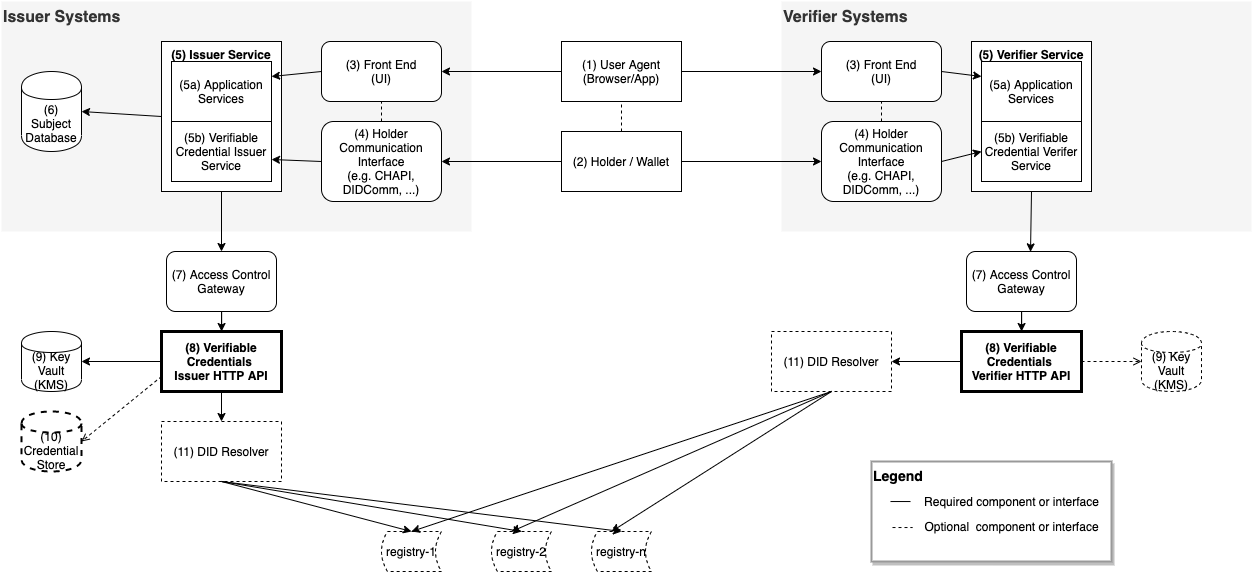 Issuer Systems
Verifier Systems
(5) Issuer Service
(5a) Application
Services
(5b) Verifiable
Credential Issuer
Service
(3) Front End
(UI)
(4) Holder
Communication
Interface
(e.g. CHAPI,
DIDComm, ...)
(1) User Agent
(Browser/App)
(2) Holder / Wallet
(3) Front End
(UI)
(4) Holder
Communication
Interface
(e.g. CHAPI,
DIDComm, ...)
(5) Verifier Service
(5a) Application
Services
(5b) Verifiable
Credential Verifer
Service
(6)
Subject
Database
(7) Access Control
Gateway
(7) Access Control
Gateway
(9) Key
Vault
(KMS)
(8) Verifiable
Credentials
Issuer HTTP API
(11) DID Resolver
(8) Verifiable
Credentials
Verifier HTTP API
(9) Key
Vault
(KMS)
(10)
Credential
Store
(11) DID Resolver
Legend
Required component or interface
Optional component or interface
registry-1
registry-2
registry-n